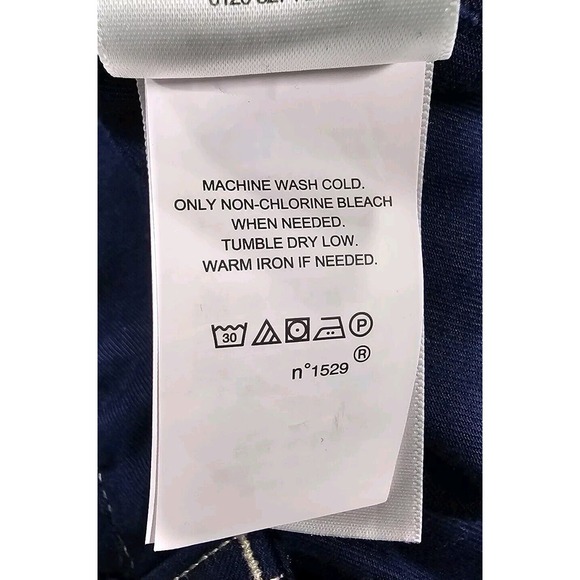 MACHINE WASH COLD.
ONLY NON-CHLORINE BLEACH
WHEN NEEDED.
TUMBLE DRY LOW.
WARM IRON IF NEEDED.
30 P
n°1529 ®